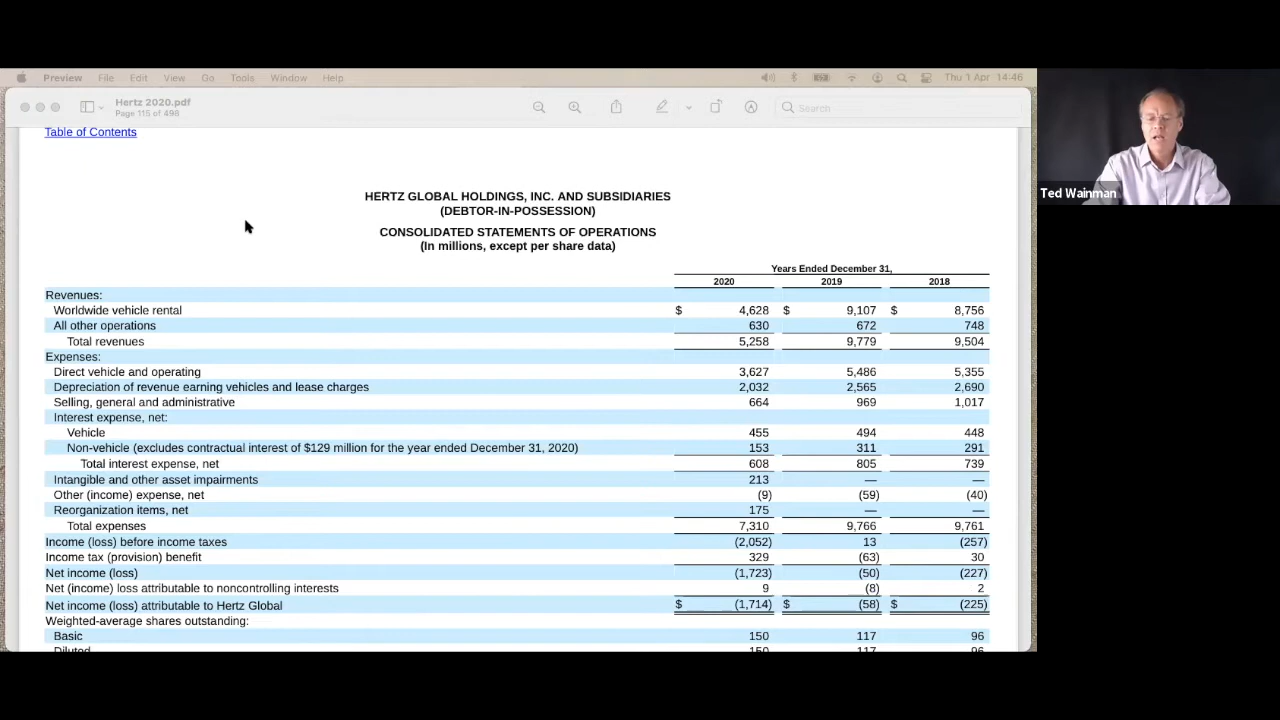 Preview File Edit View Go Tools Window Help Thu 1 Apr 14:46
Hertz 2020.pdf
Page 115 of 498
Search
Table of Contents
HERTZ GLOBAL HOLDINGS, INC. AND SUBSIDIARIES
(DEBTOR-IN-POSSESSION)
CONSOLIDATED STATEMENTS OF OPERATIONS
(In millions, except per share data)
Years Ended December 31,
2020 2019 2018
Revenues:
Worldwide vehicle rental $ 4,628 $ 9,107 $ 8,756
All other operations 630 672 748
Total revenues 5,258 9,779 9,504
Expenses:
Direct vehicle and operating 3,627 5,486 5,355
Depreciation of revenue earning vehicles and lease charges 2,032 2,565 2,690
Selling, general and administrative 664 969 1,017
Interest expense, net:
Vehicle 455 494 448
Non-vehicle (excludes contractual interest of $129 million for the year ended December 31, 2020) 153 311 291
Total interest expense, net 608 805 739
Intangible and other asset impairments 213 — —
Other (income) expense, net (9) (59) (40)
Reorganization items, net 175 — —
Total expenses 7,310 9,766 9,761
Income (loss) before income taxes (2,052) 13 (257)
Income tax (provision) benefit 329 (63) 30
Net income (loss) (1,723) (50) (227)
Net (income) loss attributable to noncontrolling interests 9 (8) 2
Net income (loss) attributable to Hertz Global $ (1,714) $ (58) $ (225)
Weighted-average shares outstanding:
Basic 150 117 96
Diluted 150 117 96
Ted Wainman